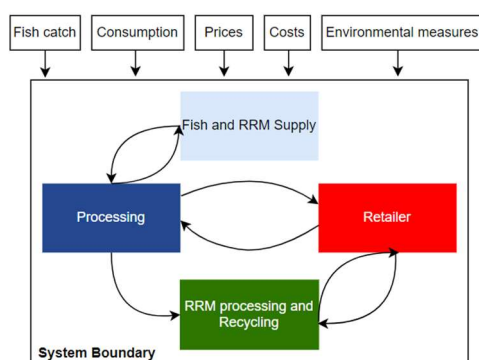 Fish catch
Consumption
Prices
Costs
Environmental measures
Fish and RRM Supply
Processing
Retailer
RRM processing and
Recycling
System Boundary